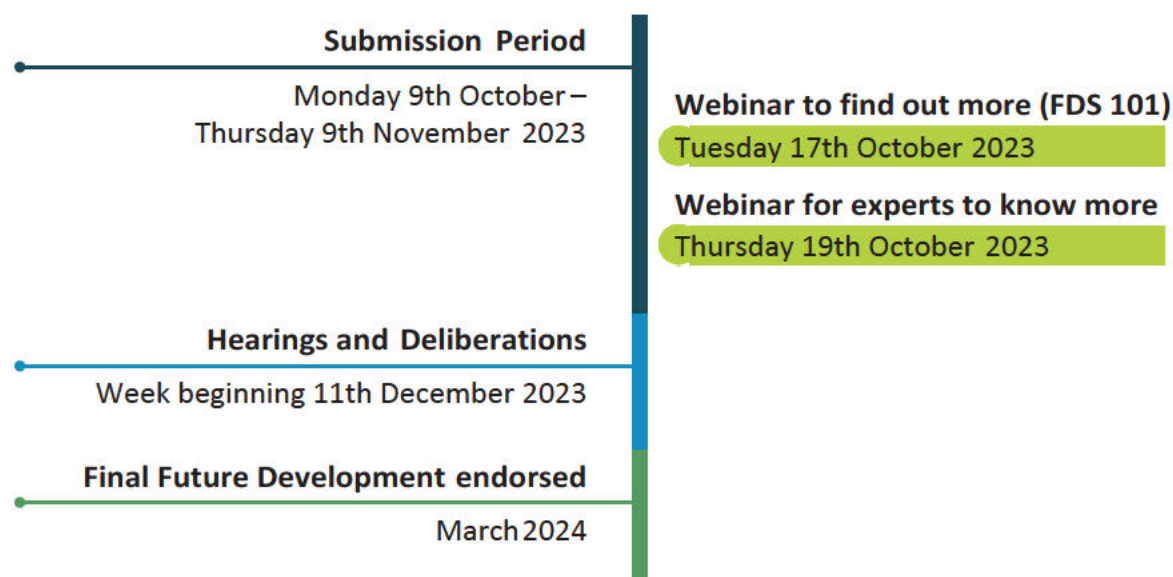 Submission Period
Monday 9th October –
Thursday 9th November 2023
Webinar to find out more (FDS 101)
Tuesday 17th October 2023
Webinar for experts to know more
Thursday 19th October 2023
Hearings and Deliberations
Week beginning 11th December 2023
Final Future Development endorsed
March 2024